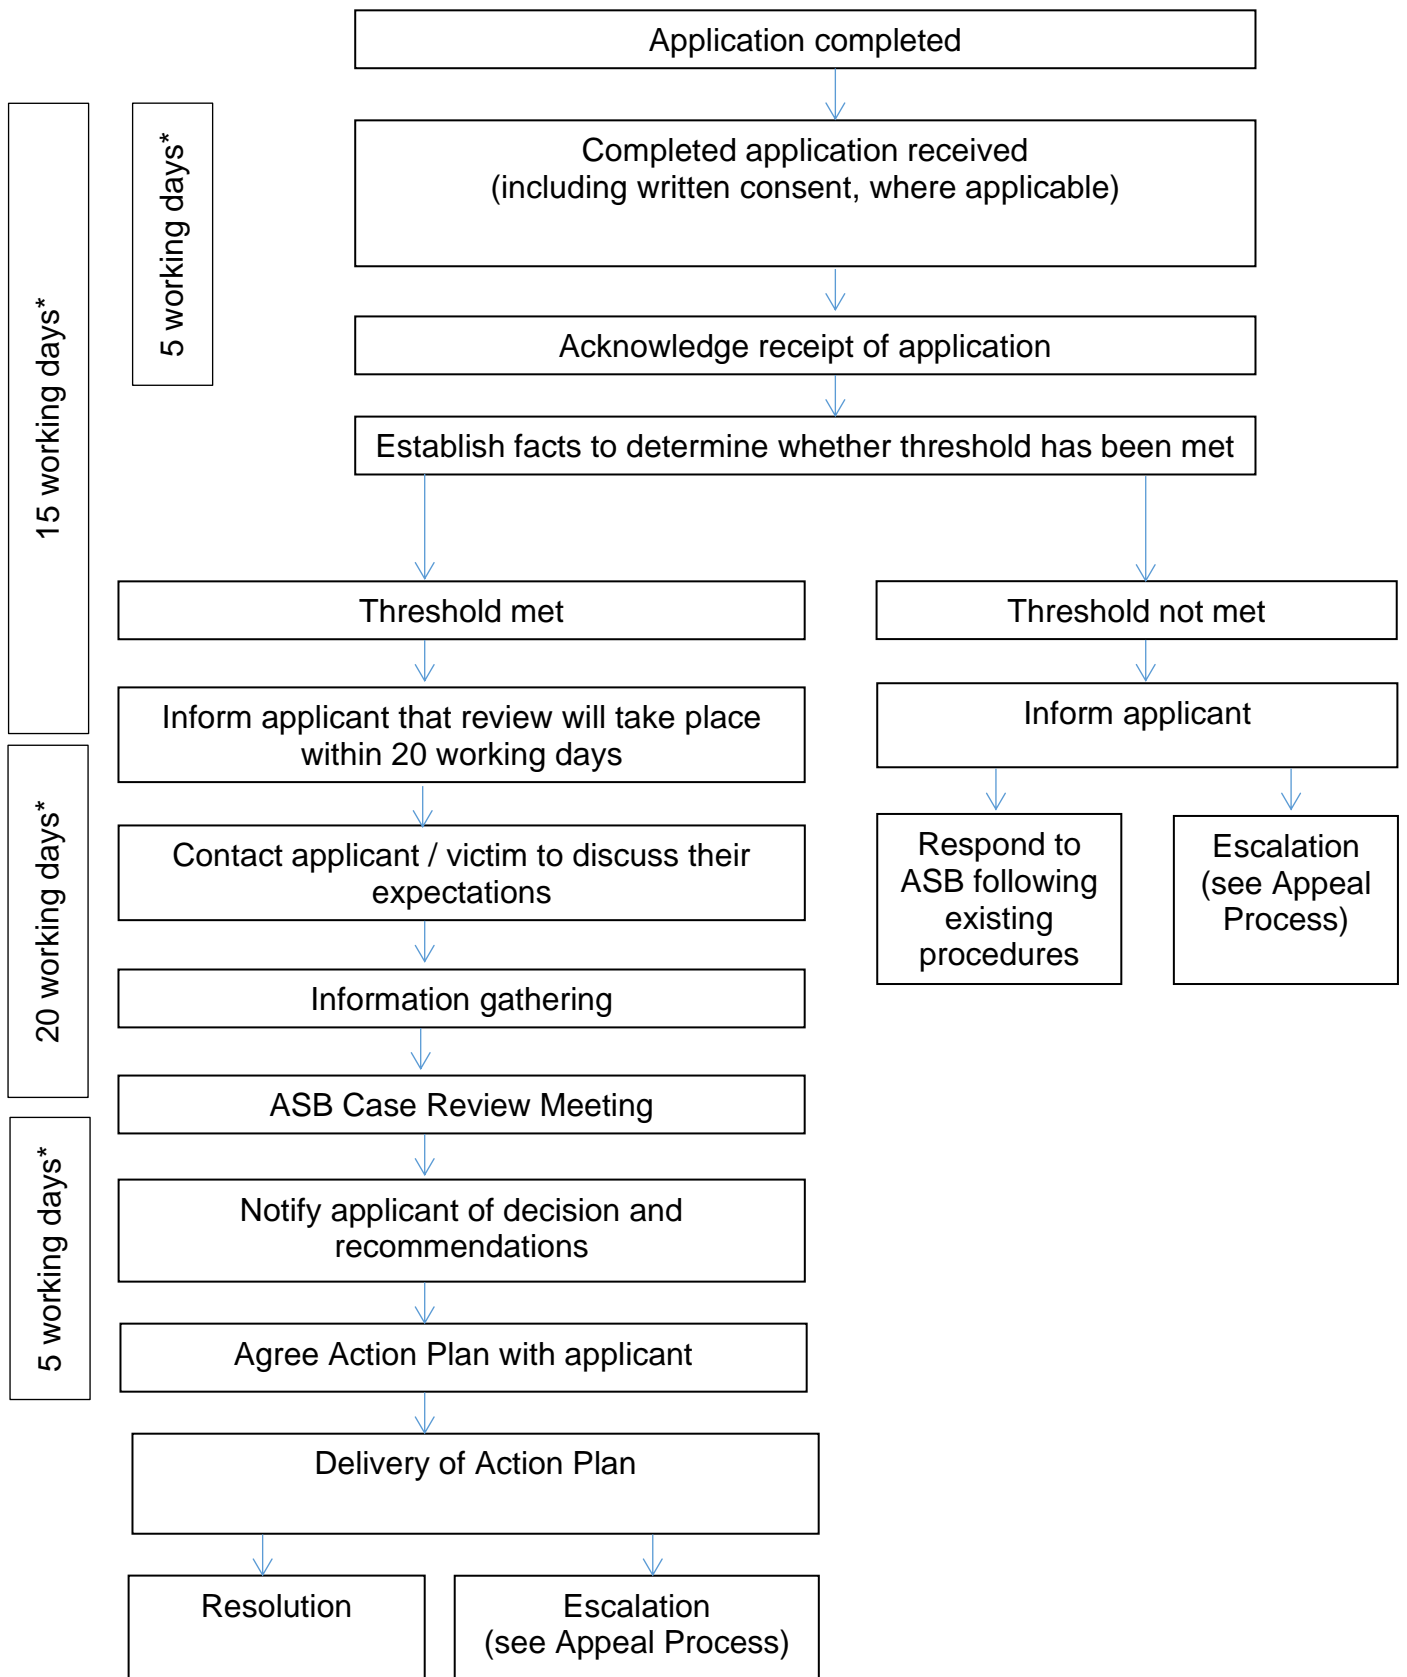 Application completed
Completed application received
(including written consent, where applicable)
15 working days*
5 working days*
Acknowledge receipt of application
Establish facts to determine whether threshold has been met
Threshold met
Threshold not met
Inform applicant that review will take place
within 20 working days
Inform applicant
20 working days*
Contact applicant / victim to discuss their
expectations
Respond to
ASB following
existing
procedures
Escalation
(see Appeal
Process)
Information gathering
ASB Case Review Meeting
5 working days*
Notify applicant of decision and
recommendations
Agree Action Plan with applicant
Delivery of Action Plan
Resolution
Escalation
(see Appeal Process)